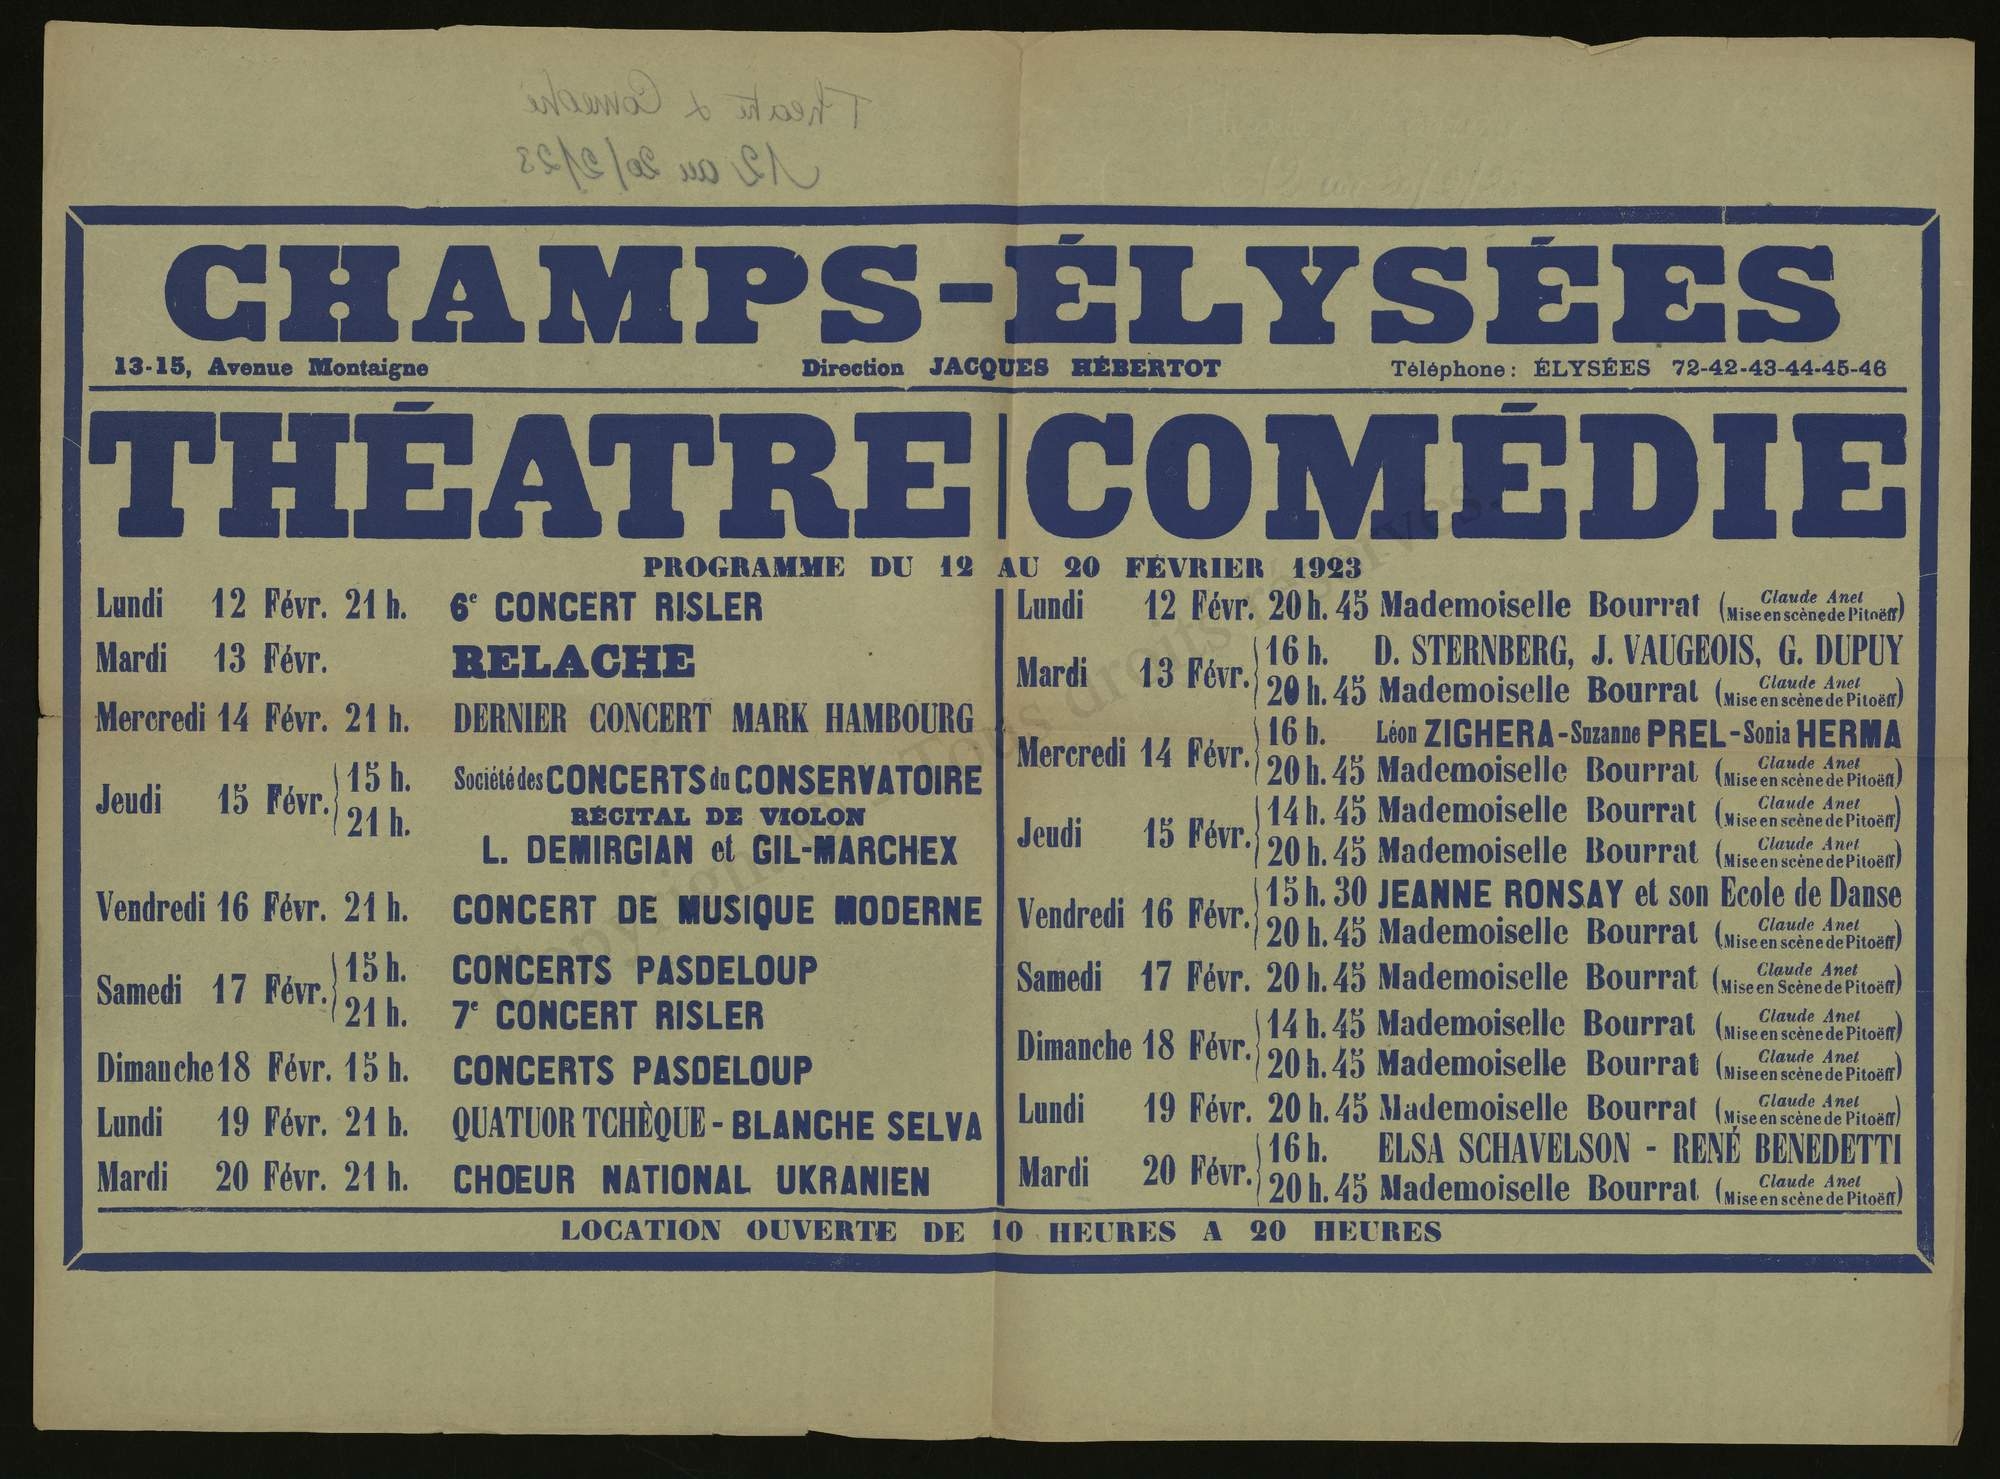 Théatre & Comédie
12 au 20/2/23
CHAMPS-ÉLYSÉES
13-15, Avenue Montaigne Direction JACQUES HÉBERTOT Téléphone: ÉLYSÉES 72-42-43-44-45-46
THÉATRE COMÉDIE
PROGRAMME DU 12 AU 20 FÉVRIER 1923
Lundi 12 Févr. 21 h. 6e CONCERT RISLER
Mardi 13 Févr. RELACHE
Mercredi 14 Févr. 21 h. DERNIER CONCERT MARK HAMBOURG
Jeudi 15 Févr. 15 h. Société des CONCERTS du CONSERVATOIRE
21 h. RÉCITAL DE VIOLON
L. DEMIRGIAN et GIL-MARCHEX
Vendredi 16 Févr. 21 h. CONCERT DE MUSIQUE MODERNE
Samedi 17 Févr. 15 h. CONCERTS PASDELOUP
21 h. 7e CONCERT RISLER
Dimanche 18 Févr. 15 h. CONCERTS PASDELOUP
Lundi 19 Févr. 21 h. QUATUOR TCHÈQUE - BLANCHE SELVA
Mardi 20 Févr. 21 h. CHOEUR NATIONAL UKRANIEN
Lundi 12 Févr. 20 h. 45 Mademoiselle Bourrat (Claude Anet
Mise en scène de Pitoëff)
Mardi 13 Févr. 16 h. D. STERNBERG, J. VAUGEOIS, G. DUPUY
20 h. 45 Mademoiselle Bourrat (Claude Anet
Mise en scène de Pitoëff)
Mercredi 14 Févr. 16 h. Léon ZIGHERA - Suzanne PREL - Sonia HERMA
20 h. 45 Mademoiselle Bourrat (Claude Anet
Mise en scène de Pitoëff)
Jeudi 15 Févr. 14 h. 45 Mademoiselle Bourrat (Claude Anet
Mise en scène de Pitoëff)
20 h. 45 Mademoiselle Bourrat (Claude Anet
Mise en scène de Pitoëff)
Vendredi 16 Févr. 15 h. 30 JEANNE RONSAY et son Ecole de Danse
20 h. 45 Mademoiselle Bourrat (Claude Anet
Mise en scène de Pitoëff)
Samedi 17 Févr. 20 h. 45 Mademoiselle Bourrat (Claude Anet
Mise en Scène de Pitoëff)
Dimanche 18 Févr. 14 h. 45 Mademoiselle Bourrat (Claude Anet
Mise en scène de Pitoëff)
20 h. 45 Mademoiselle Bourrat (Claude Anet
Mise en scène de Pitoëff)
Lundi 19 Févr. 20 h. 45 Mademoiselle Bourrat (Claude Anet
Mise en scène de Pitoëff)
Mardi 20 Févr. 16 h. ELSA SCHAVELSON - RENÉ BENEDETTI
20 h. 45 Mademoiselle Bourrat (Claude Anet
Mise en scène de Pitoëff)
LOCATION OUVERTE DE 10 HEURES A 20 HEURES
Copyright © - Tous droits réservés.